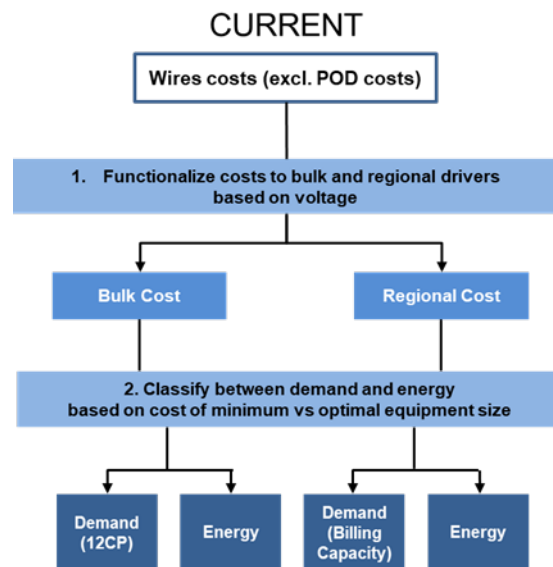 CURRENT
Wires costs (excl. POD costs)
1. Functionalize costs to bulk and regional drivers
based on voltage
Bulk Cost
Regional Cost
2. Classify between demand and energy
based on cost of minimum vs optimal equipment size
Demand
(12CP)
Energy
Demand
(Billing
Capacity)
Energy